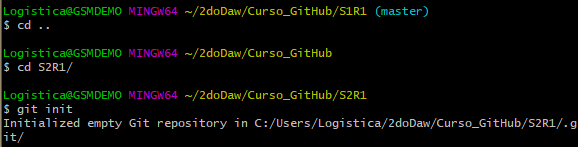 Logistica@GSMDEMO MINGW64 ~/2doDaw/Curso_GitHub/S1R1 (master)
$ cd ..
Logistica@GSMDEMO MINGW64 ~/2doDaw/Curso_GitHub
$ cd S2R1/
Logistica@GSMDEMO MINGW64 ~/2doDaw/Curso_GitHub/S2R1
$ git init
Initialized empty Git repository in C:/Users/Logistica/2doDaw/Curso_GitHub/S2R1/.g
it/